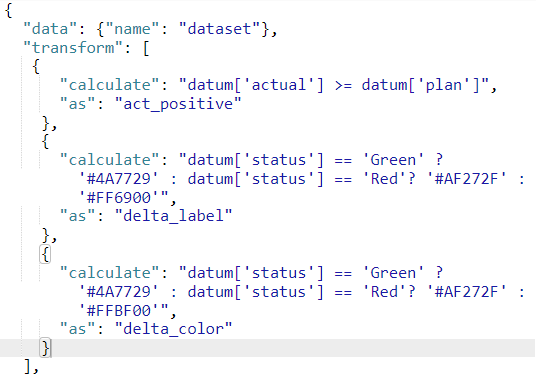 {
"data": {"name": "dataset"},
"transform": [
{
"calculate": "datum['actual'] >= datum['plan']",
"as": "act_positive"
},
{
"calculate": "datum['status'] == 'Green' ?
'#4A7729' : datum['status'] == 'Red'? '#AF272F' :
'#FF6900'",
"as": "delta_label"
},
{
"calculate": "datum['status'] == 'Green' ?
'#4A7729' : datum['status'] == 'Red'? '#AF272F' :
'#FFBF00'",
"as": "delta_color"
}
],